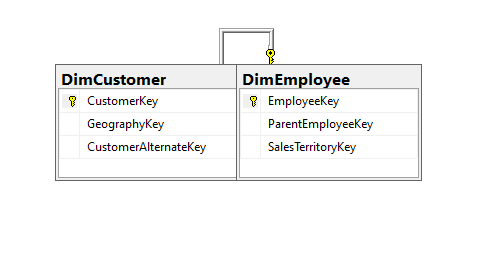 DimCustomer
CustomerKey
GeographyKey
CustomerAlternateKey
DimEmployee
EmployeeKey
ParentEmployeeKey
SalesTerritoryKey